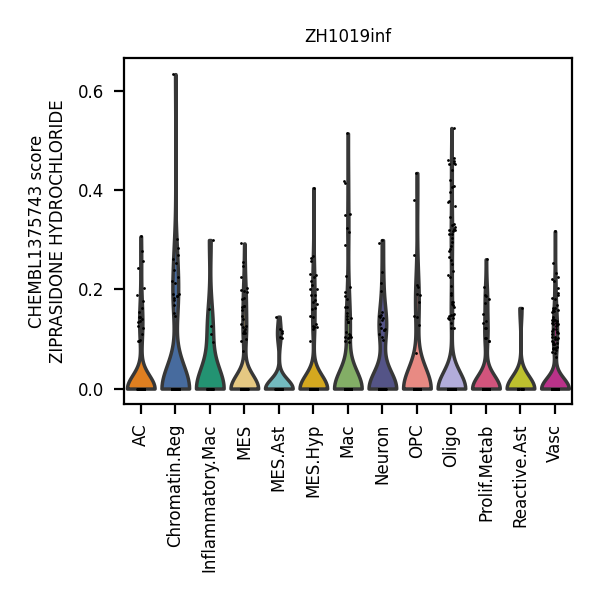 ZH1019inf
CHEMBL1375743 score
ZIPRASIDONE HYDROCHLORIDE
0.6
0.4
0.2
0.0
AC
Chromatin.Reg
Inflammatory.Mac
MES
MES.Ast
MES.Hyp
Mac
Neuron
OPC
Oligo
Prolif.Metab
Reactive.Ast
Vasc